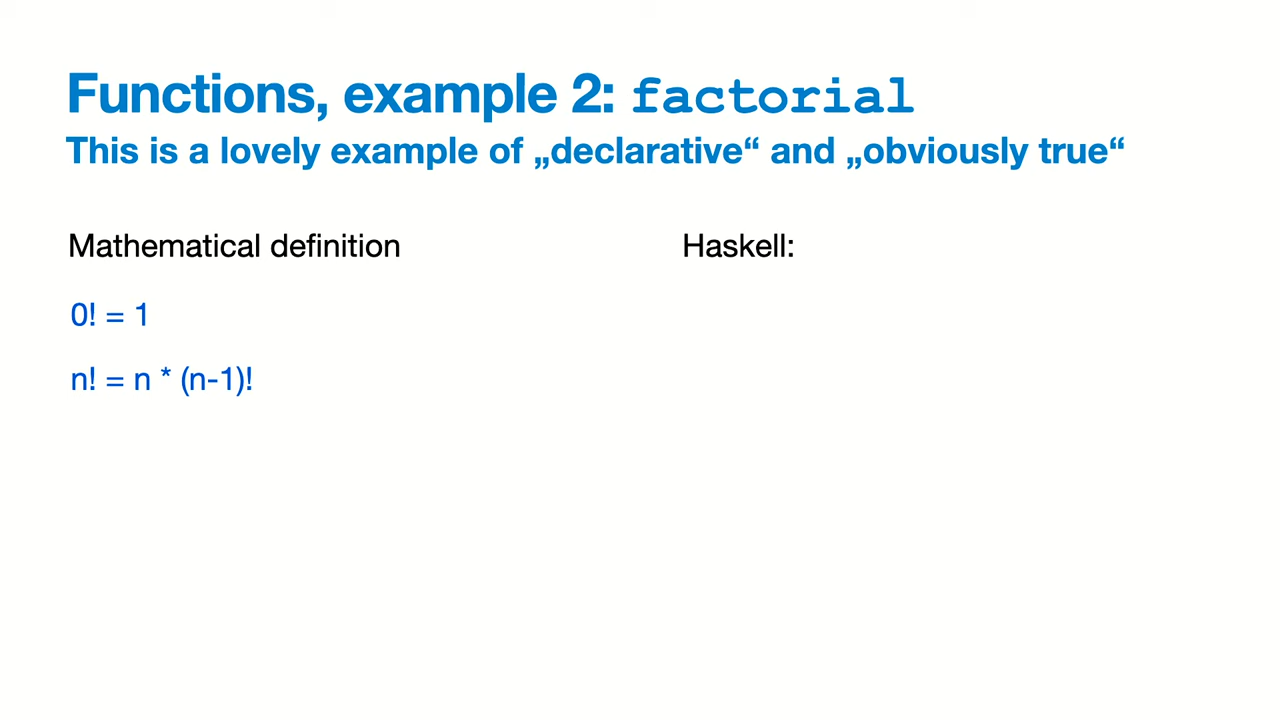 Functions, example 2: factorial
This is a lovely example of „declarative“ and „obviously true“
Mathematical definition
0! = 1
n! = n * (n-1)!
Haskell: